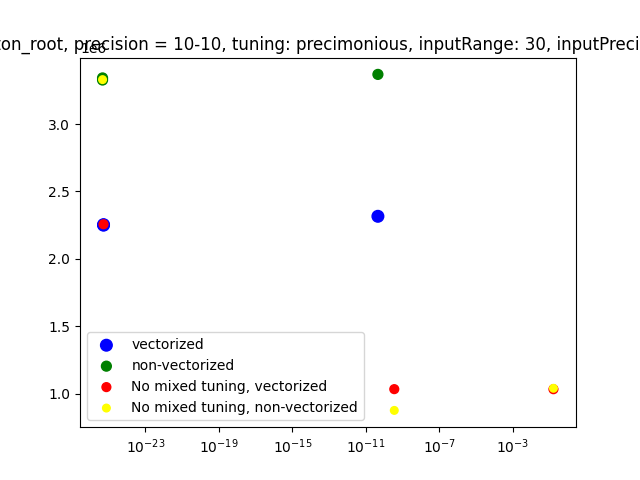 _root, precision = 10-10, tuning: precimonious, inputRange: 30,
1e6
3.0
2.5
2.0
1.5
1.0
vectorized
non-vectorized
No mixed tuning, vectorized
No mixed tuning, non-vectorized
10⁻²³ 10⁻¹⁹ 10⁻¹⁵ 10⁻¹¹ 10⁻⁷ 10⁻³